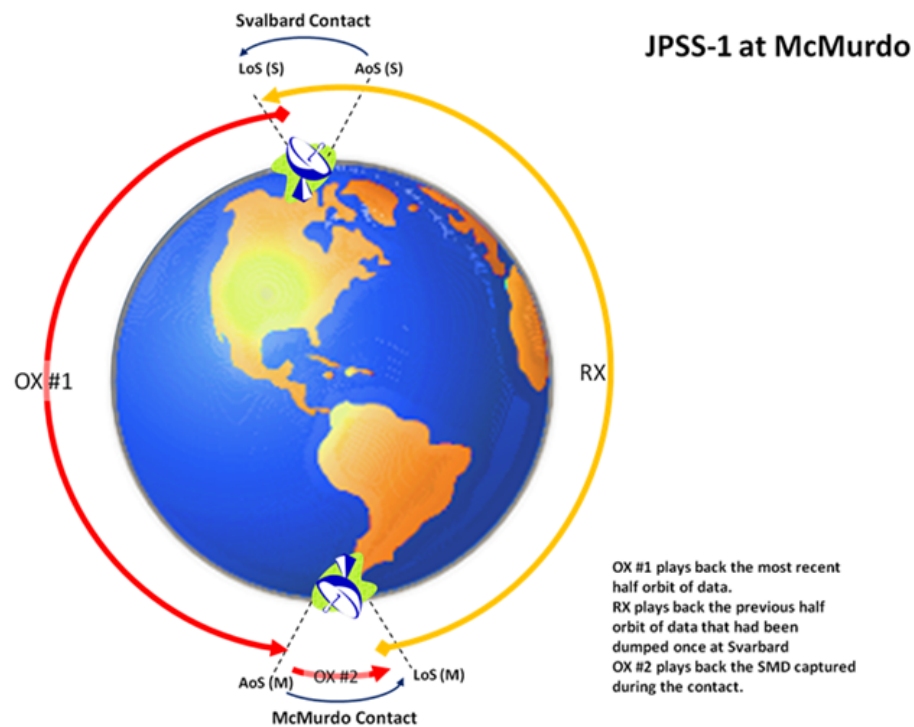 Svalbard Contact
JPSS-1 at McMurdo
LoS (S)
AoS (S)
OX #1
RX
OX #1 plays back the most recent
half orbit of data.
RX plays back the previous half
orbit of data that had been
dumped once at Svarbard
OX #2 plays back the SMD captured
during the contact.
OX #2
AoS (M)
LoS (M)
McMurdo Contact